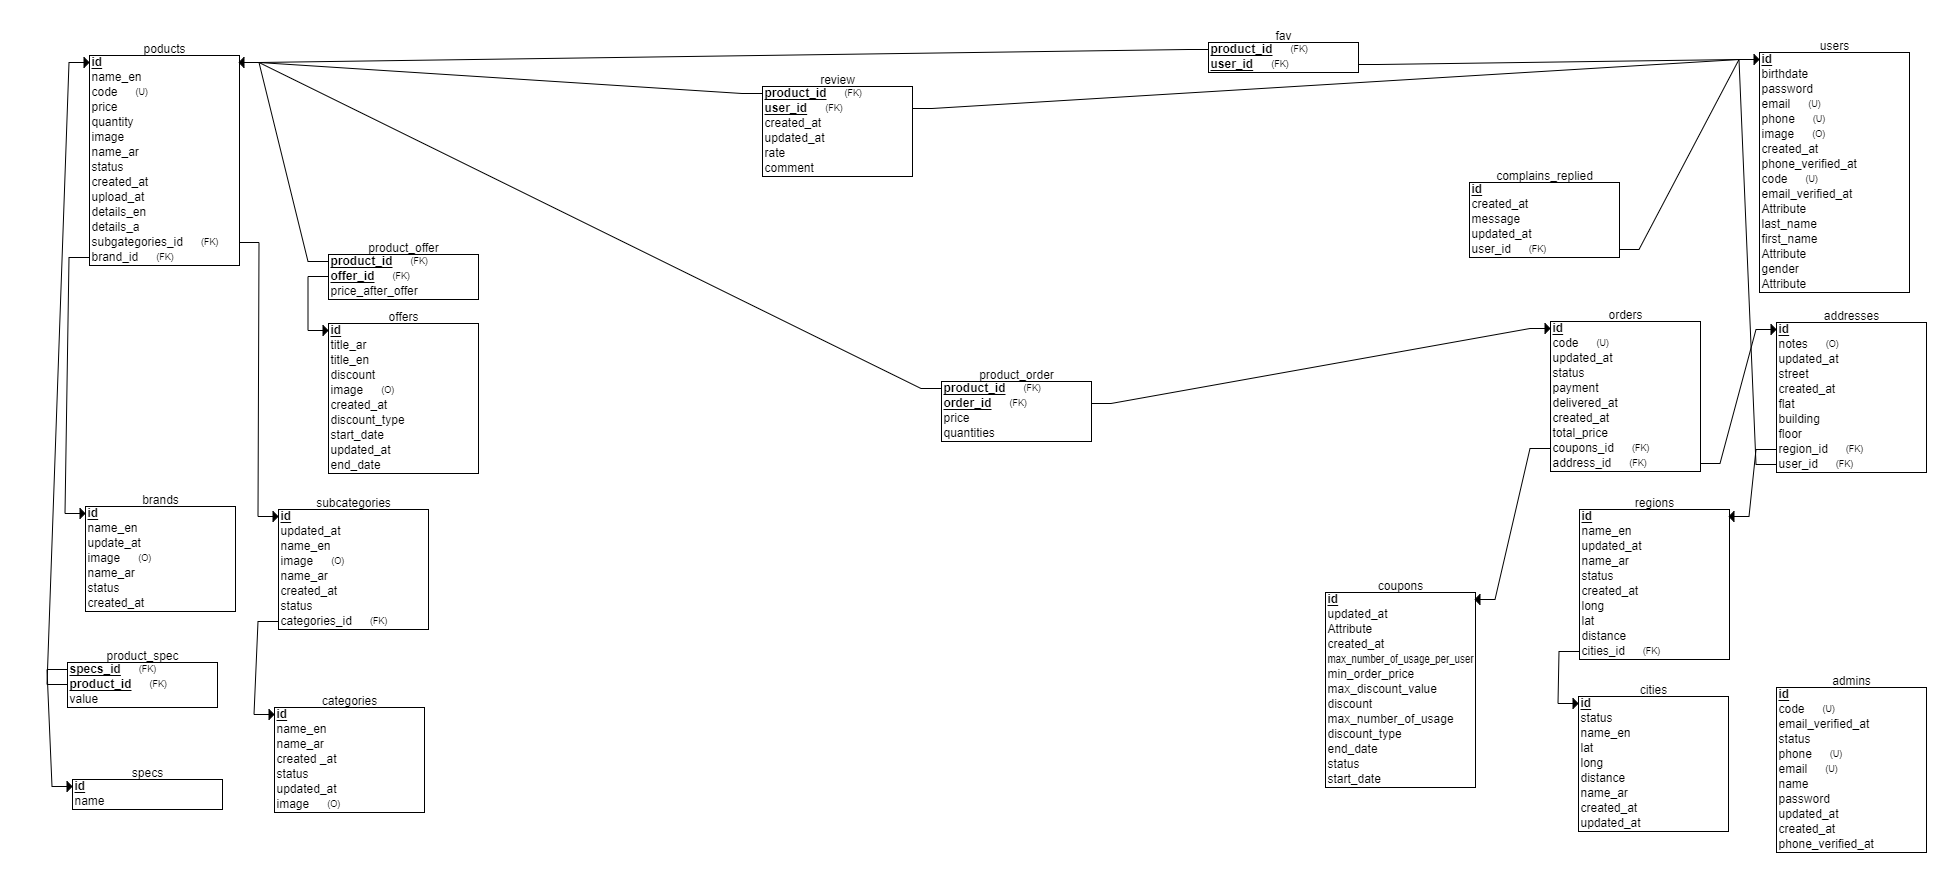 poducts
id
name_en
code (U)
price
quantity
image
name_ar
status
created_at
upload_at
details_en
details_a
subgategories_id (FK)
brand_id (FK)
fav
product_id (FK)
user_id (FK)
users
id
birthdate
password
email (U)
phone (U)
image (O)
created_at
phone_verified_at
code (U)
email_verified_at
Attribute
last_name
first_name
Attribute
gender
Attribute
review
product_id (FK)
user_id (FK)
created_at
updated_at
rate
comment
complains_replied
id
created_at
message
updated_at
user_id (FK)
product_offer
product_id (FK)
offer_id (FK)
price_after_offer
offers
id
title_ar
title_en
discount
image (O)
created_at
discount_type
start_date
updated_at
end_date
product_order
product_id (FK)
order_id (FK)
price
quantities
orders
id
code (U)
updated_at
status
payment
delivered_at
created_at
total_price
coupons_id (FK)
address_id (FK)
addresses
id
notes (O)
updated_at
street
created_at
flat
building
floor
region_id (FK)
user_id (FK)
brands
id
name_en
update_at
image (O)
name_ar
status
created_at
subcategories
id
updated_at
name_en
image (O)
name_ar
created_at
status
categories_id (FK)
regions
id
name_en
updated_at
name_ar
status
created_at
long
lat
distance
cities_id (FK)
coupons
id
updated_at
Attribute
created_at
max_number_of_usage_per_user
min_order_price
max_discount_value
discount
max_number_of_usage
discount_type
end_date
status
start_date
product_spec
specs_id (FK)
product_id (FK)
value
categories
id
name_en
name_ar
created _at
status
updated_at
image (O)
cities
id
status
name_en
lat
long
distance
name_ar
created_at
updated_at
admins
id
code (U)
email_verified_at
status
phone (U)
email (U)
name
password
updated_at
created_at
phone_verified_at
specs
id
name